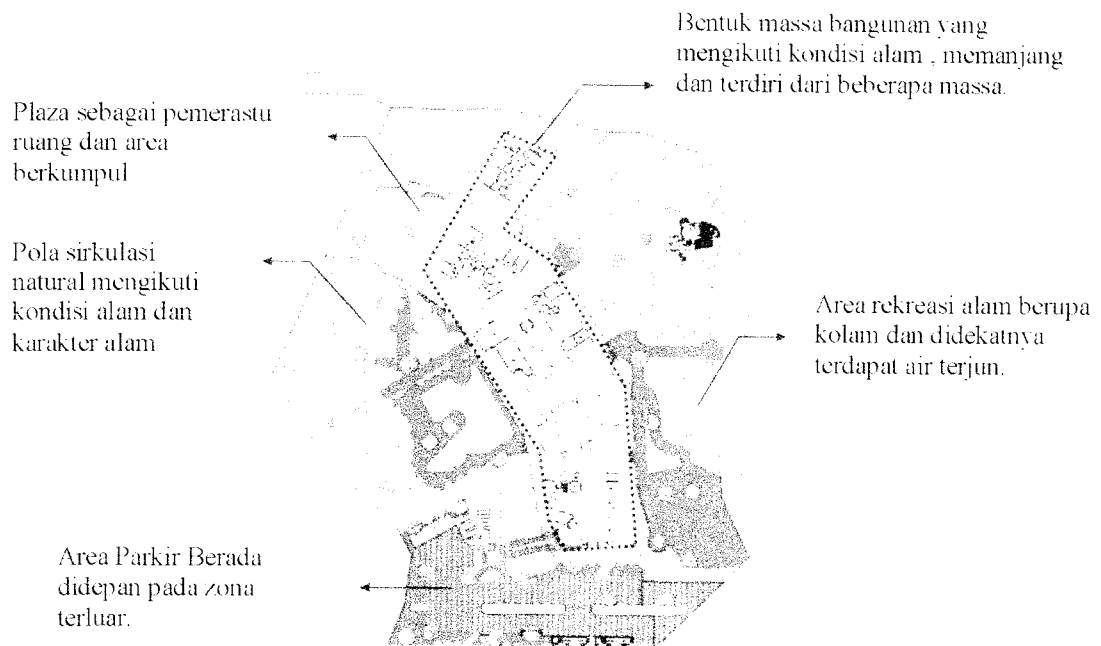 Bentuk massa bangunan yang
mengikuti kondisi alam , memanjang
dan terdiri dari beberapa massa.
Plaza sebagai pemerastu
ruang dan area
berkumpul
Pola sirkulasi
natural mengikuti
kondisi alam dan
karakter alam
Area rekreasi alam berupa
kolam dan didekatnya
terdapat air terjun.
Area Parkir Berada
didepan pada zona
terluar.